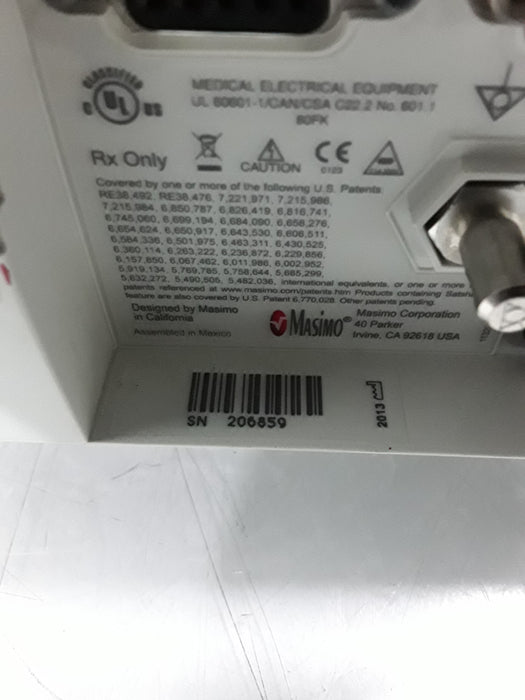 CLASSIFIED
C UL US
MEDICAL ELECTRICAL EQUIPMENT
UL 60601-1/CAN/CSA C22.2 No. 601.1
80FK
Rx Only
CAUTION
CE
0123
Covered by one or more of the following U.S. Patents
RE38,492, RE38,476, 7,221,971, 7,215,986,
7,215,984, 6,850,787, 6,826,419, 6,816,741,
6,745,060, 6,699,194, 6,684,090, 6,658,276,
6,654,624, 6,650,917, 6,643,530, 6,606,511,
6,584,336, 6,501,975, 6,463,311, 6,430,525,
6,360,114, 6,263,222, 6,236,872, 6,229,856,
6,157,850, 6,067,462, 6,011,986, 6,002,952,
5,919,134, 5,769,785, 5,758,644, 5,685,299,
5,632,272, 5,490,505, 5,482,036, international equivalents, or one or more
patents referenced at www.masimo.com/patents.htm Products containing
feature are also covered by U.S. Patent 6,770,028. Other patents pending.
Designed by Masimo
in California
Assembled in Mexico
MASIMO®
Masimo Corporation
40 Parker
Irvine, CA 92618 USA
SN 206859
2013